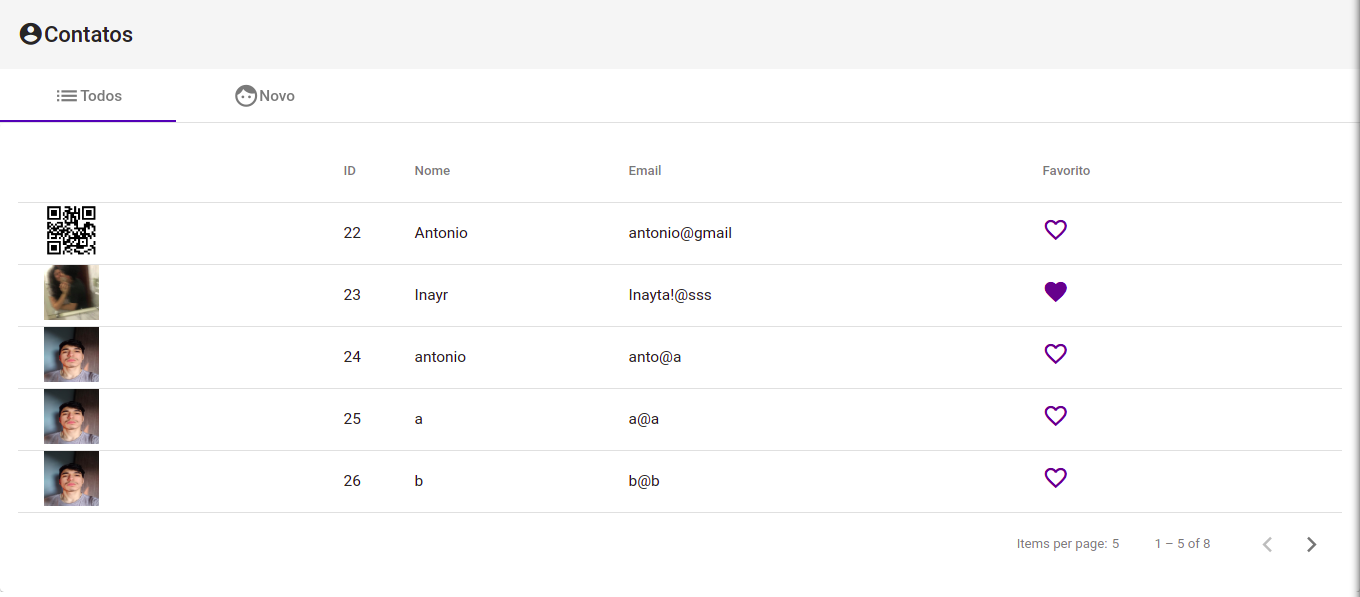 Contatos
Todos Novo
ID Nome Email Favorito
22 Antonio antonio@gmail
23 Inayr Inayta!@sss
24 antonio anto@a
25 a a@a
26 b b@b
Items per page: 5 1 – 5 of 8